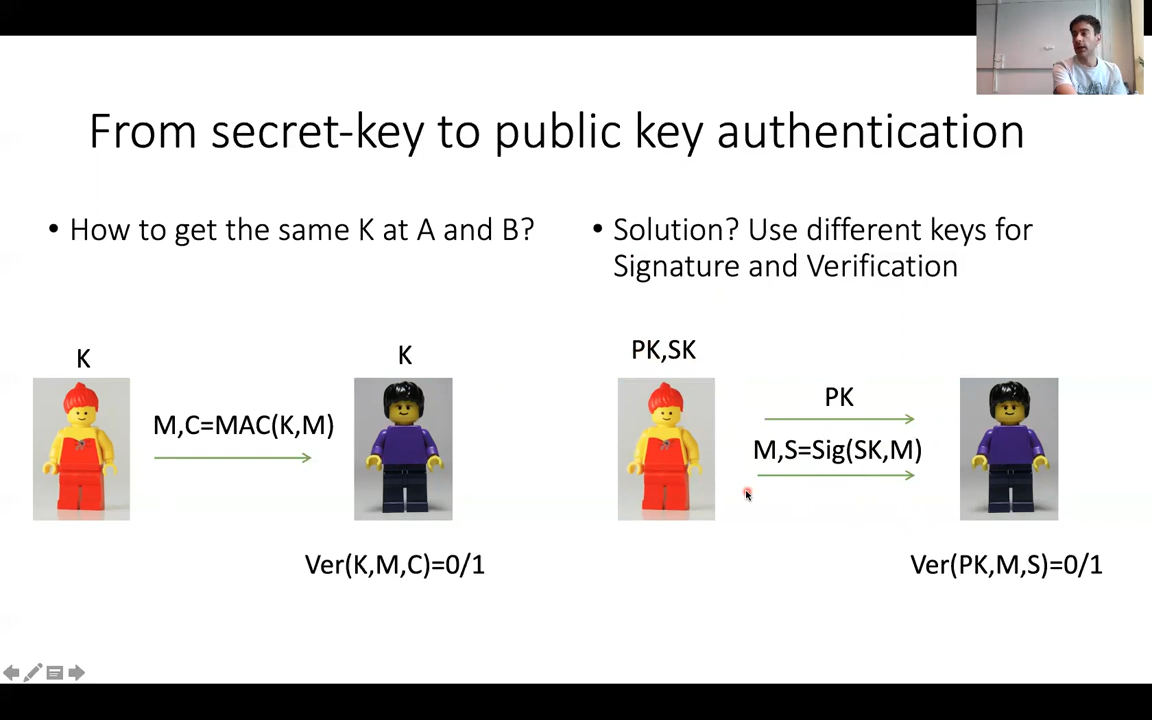 From secret-key to public key authentication
• How to get the same K at A and B?
K
K
M,C=MAC(K,M)
Ver(K,M,C)=0/1
• Solution? Use different keys for
Signature and Verification
PK,SK
PK
M,S=Sig(SK,M)
Ver(PK,M,S)=0/1